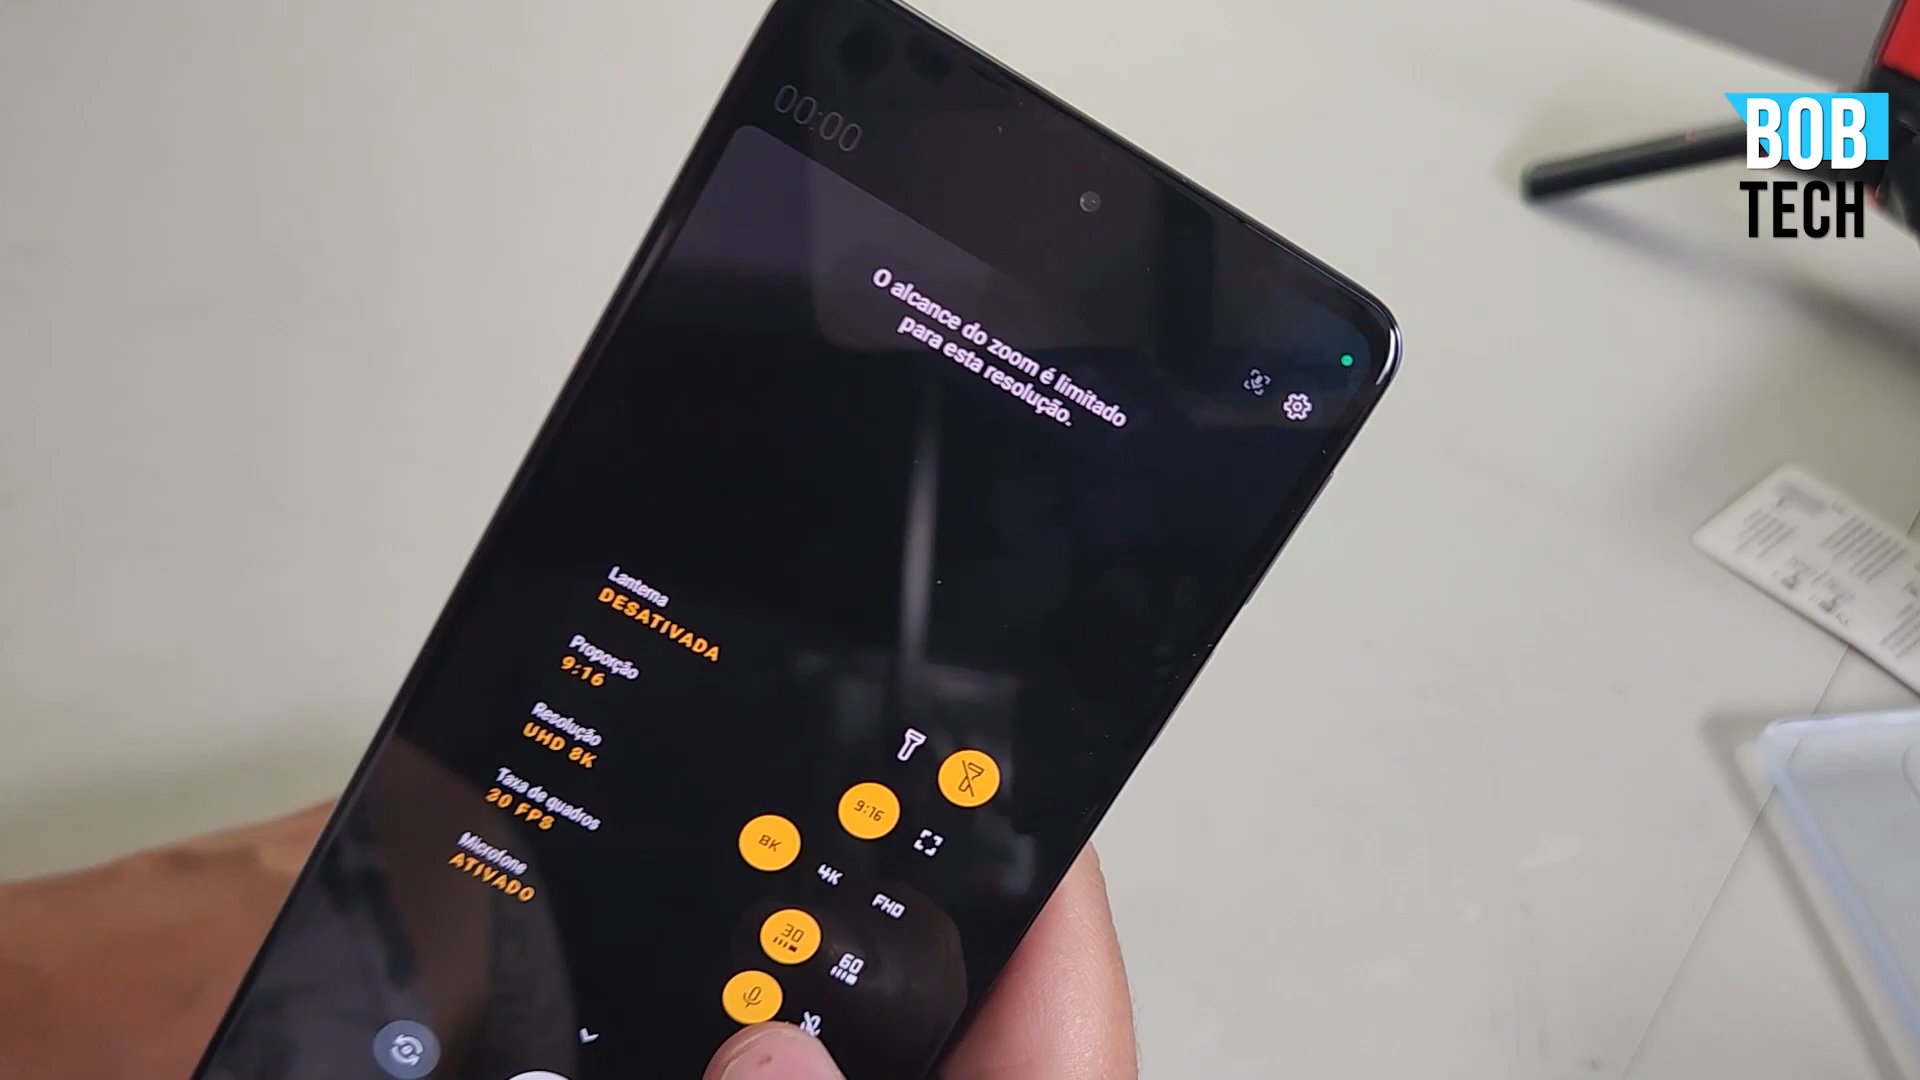 BOB
TECH
00:00
O alcance do zoom é limitado
para esta resolução.
Lanterna
DESATIVADA
Proporção
9:16
Resolução
UHD 8K
Taxa de quadros
30 FPS
Microfone
ATIVADO
9:16
8K
4K
FHD
30
60